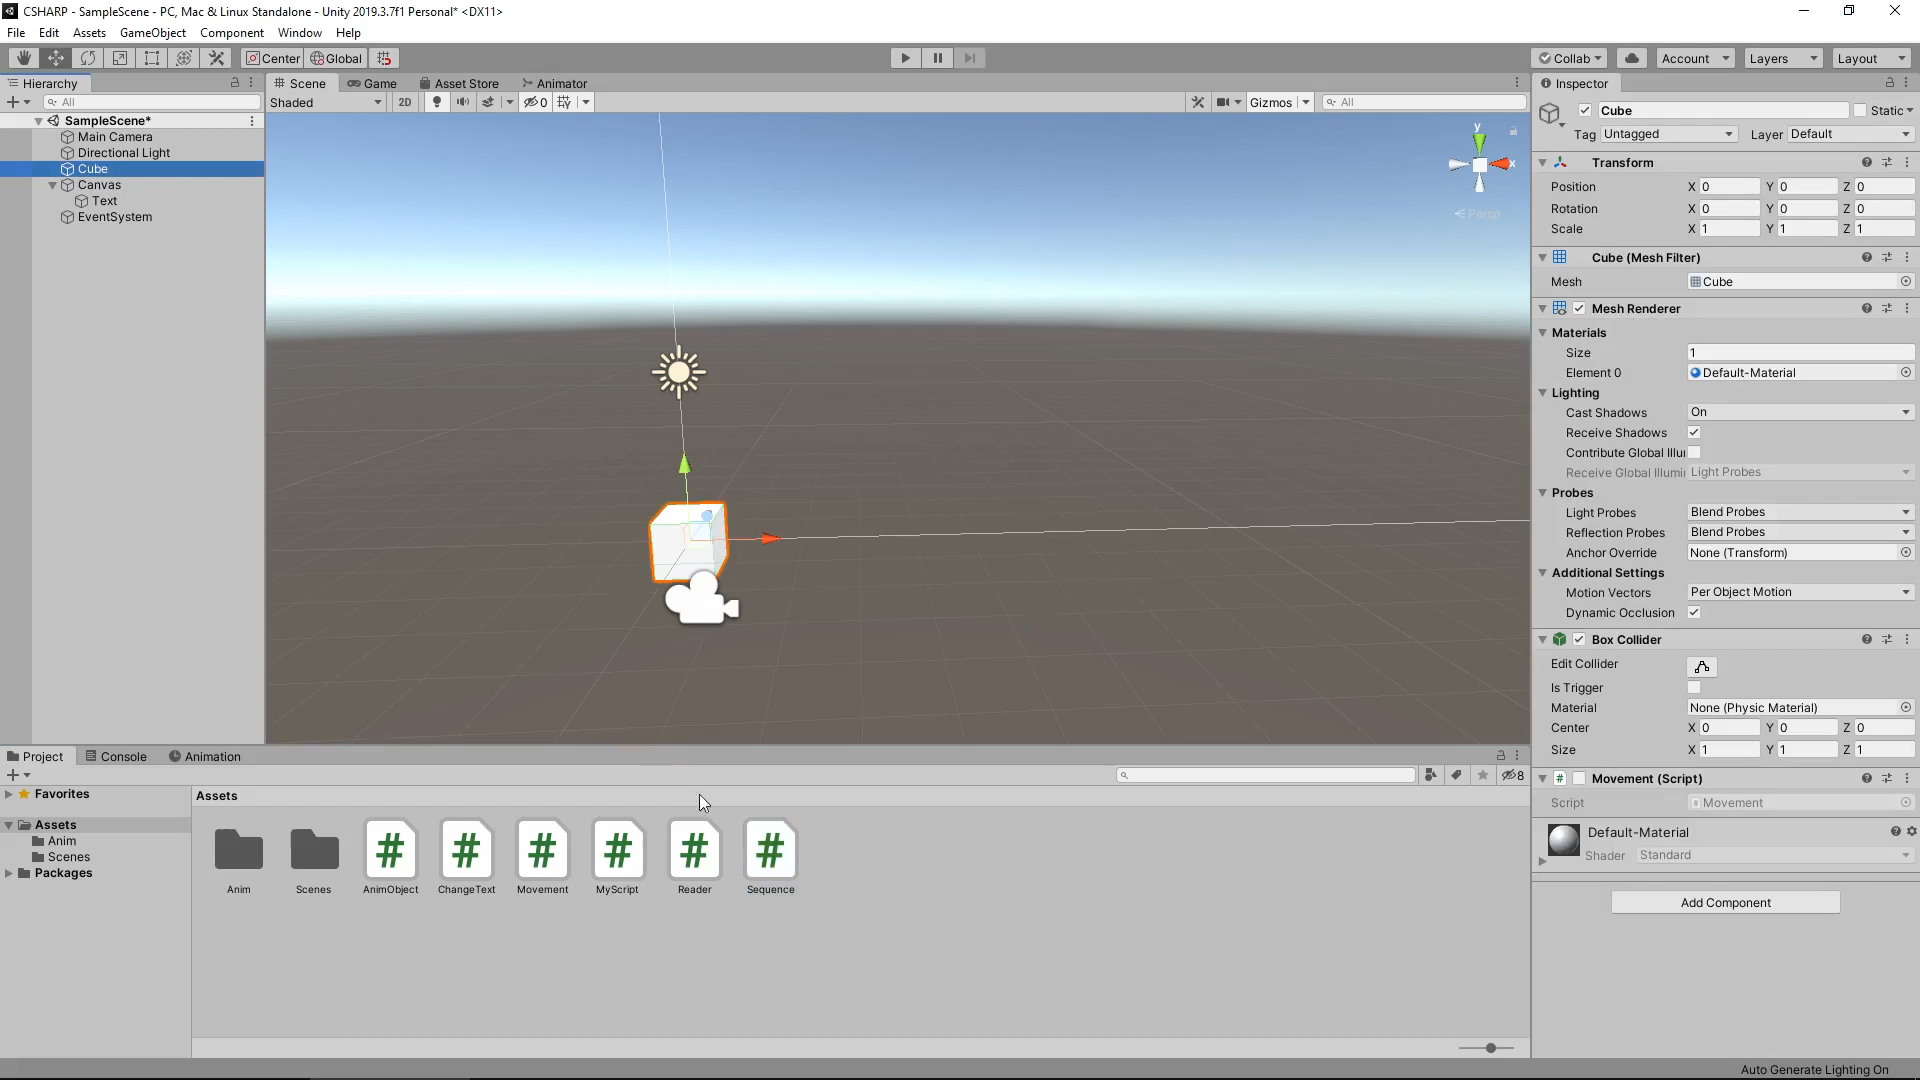 CSHARP - SampleScene - PC, Mac & Linux Standalone - Unity 2019.3.7f1 Personal* <DX11>
File Edit Assets GameObject Component Window Help
Center Global Collab Account Layers Layout
Hierarchy
All
SampleScene*
Main Camera
Directional Light
Cube
Canvas
Text
EventSystem
Scene Game Asset Store Animator
Shaded 2D 0 Gizmos All
y
x
Persp
Inspector
Cube Static
Tag Untagged Layer Default
Transform
Position X 0 Y 0 Z 0
Rotation X 0 Y 0 Z 0
Scale X 1 Y 1 Z 1
Cube (Mesh Filter)
Mesh Cube
Mesh Renderer
Materials
Size 1
Element 0 Default-Material
Lighting
Cast Shadows On
Receive Shadows
Contribute Global Illu
Receive Global Illumi Light Probes
Probes
Light Probes Blend Probes
Reflection Probes Blend Probes
Anchor Override None (Transform)
Additional Settings
Motion Vectors Per Object Motion
Dynamic Occlusion
Box Collider
Edit Collider
Is Trigger
Material None (Physic Material)
Center X 0 Y 0 Z 0
Size X 1 Y 1 Z 1
# Movement (Script)
Script Movement
Default-Material
Shader Standard
Add Component
Project Console Animation
8
Favorites
Assets
Anim
Scenes
Packages
Assets
# # # # # #
Anim Scenes AnimObject ChangeText Movement MyScript Reader Sequence
Auto Generate Lighting On